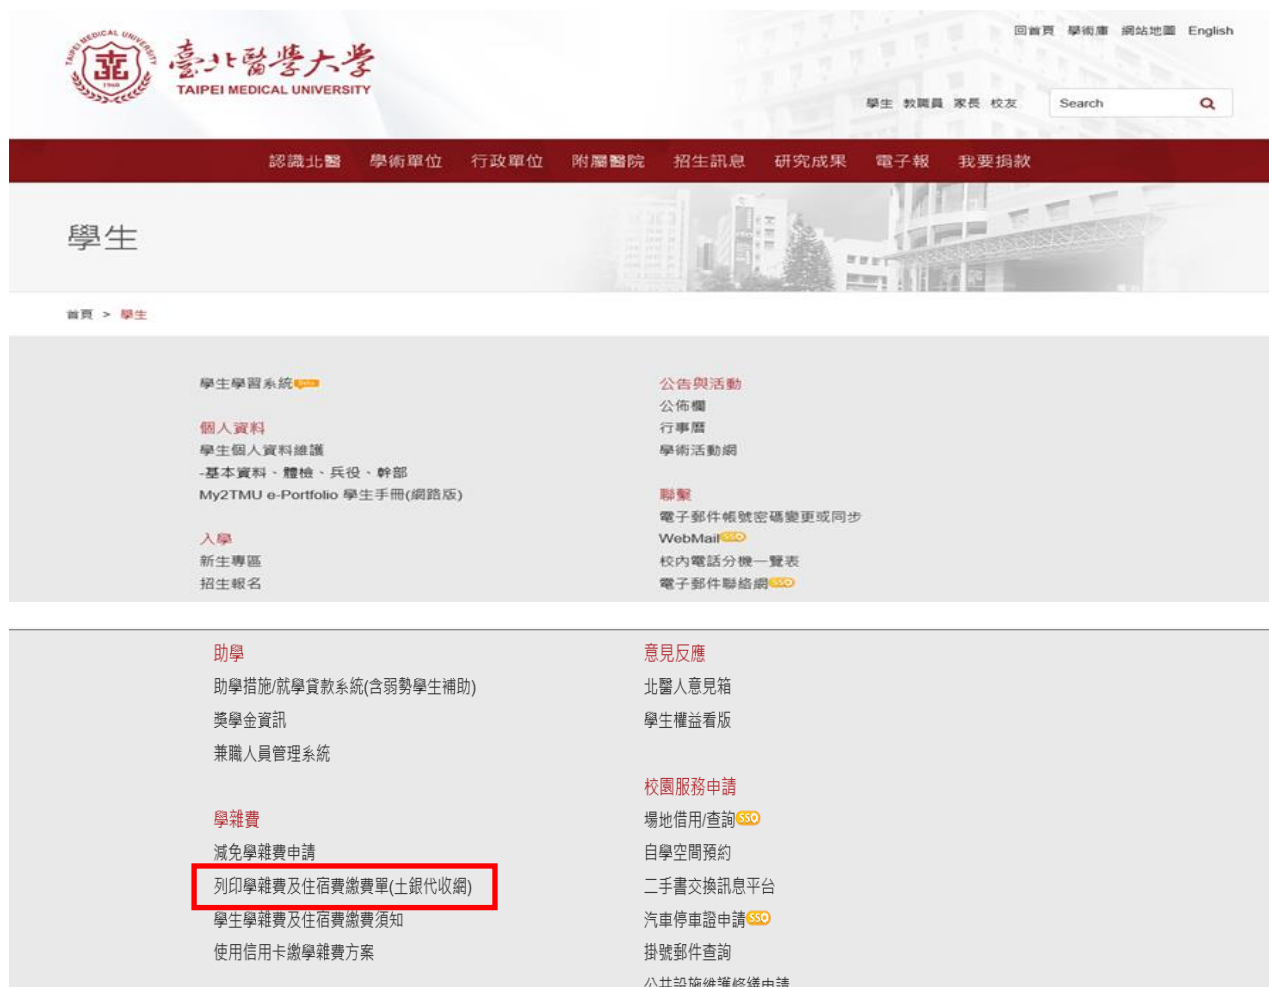 回首頁 學術庫 網站地圖 English
TAIPEI MEDICAL UNIVERSITY
1960
臺北醫學大學
TAIPEI MEDICAL UNIVERSITY
學生 教職員 家長 校友 Search
認識北醫 學術單位 行政單位 附屬醫院 招生訊息 研究成果 電子報 我要捐款
學生
首頁 > 學生
學生學習系統 Beta
個人資料
學生個人資料維護
-基本資料、體檢、兵役、幹部
My2TMU e-Portfolio 學生手冊(網路版)
入學
新生專區
招生報名
公告與活動
公佈欄
行事曆
學術活動網
聯繫
電子郵件帳號密碼變更或同步
WebMail SSO
校內電話分機一覽表
電子郵件聯絡網 SSO
助學
助學措施/就學貸款系統(含弱勢學生補助)
獎學金資訊
兼職人員管理系統
學雜費
減免學雜費申請
列印學雜費及住宿費繳費單(土銀代收網)
學生學雜費及住宿費繳費須知
使用信用卡繳學雜費方案
意見反應
北醫人意見箱
學生權益看版
校園服務申請
場地借用/查詢 SSO
自學空間預約
二手書交換訊息平台
汽車停車證申請 SSO
掛號郵件查詢
公共設施維護修繕申請